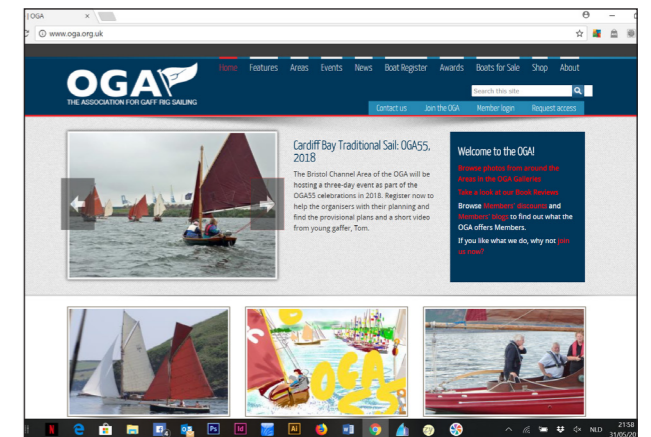 | OGA
www.oga.org.uk
OGA
THE ASSOCIATION FOR GAFF RIG SAILING
Home Features Areas Events News Boat Register Awards Boats for Sale Shop About
Search this site
Contact us Join the OGA Member login Request access
Cardiff Bay Traditional Sail: OGA55,
2018
The Bristol Channel Area of the OGA will be
hosting a three-day event as part of the
OGA55 celebrations in 2018. Register now to
help the organisers with their planning and
find the provisional plans and a short video
from young gaffer, Tom.
Welcome to the OGA!
Browse photos from around the
Areas in the OGA Galleries
Take a look at our Book Reviews
Browse Members' discounts and
Members' blogs to find out what the
OGA offers Members.
If you like what we do, why not join
us now?
OGA
55
N e Ps Id Ai NLD 21:58
31/05/20